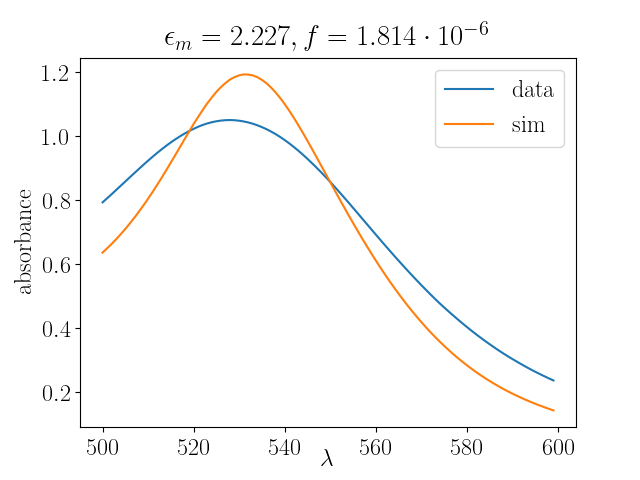 ϵₘ = 2.227, f = 1.814 · 10⁻⁶
data
sim
absorbance
1.2
1.0
0.8
0.6
0.4
0.2
500 520 540 560 580 600
λ